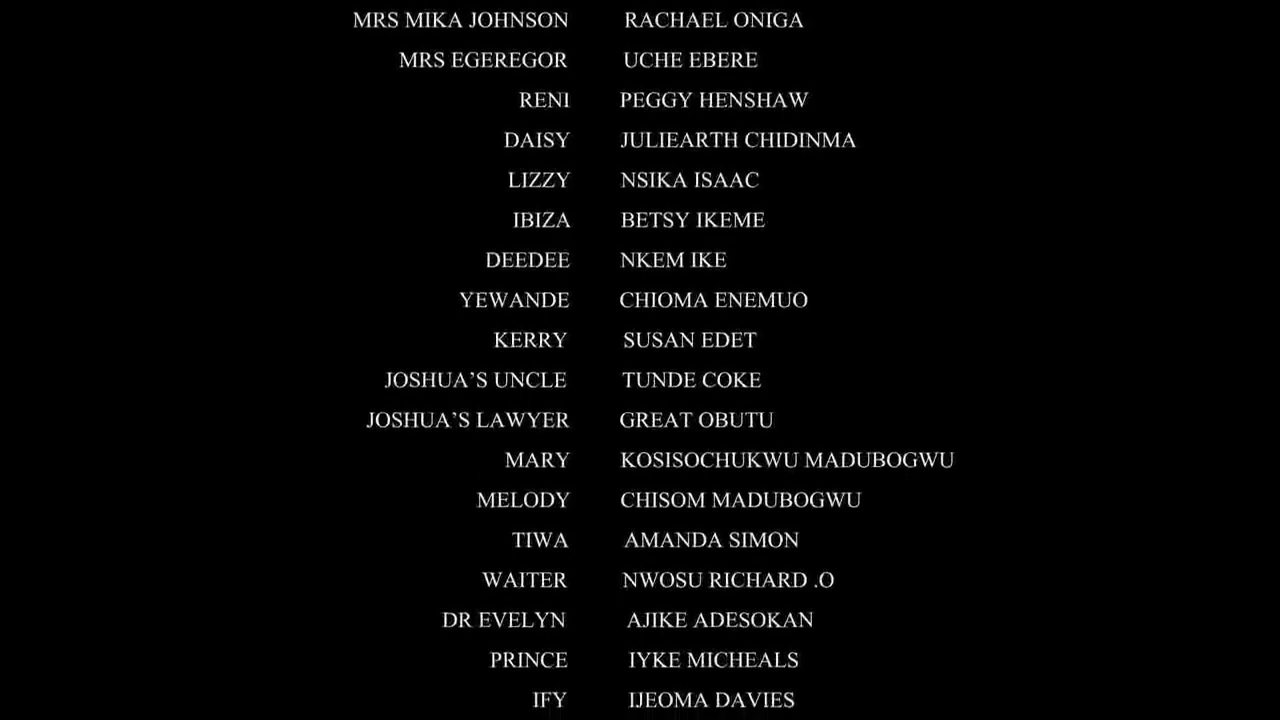 MRS MIKA JOHNSON RACHAEL ONIGA
MRS EGEREGOR UCHE EBERE
RENI PEGGY HENSHAW
DAISY JULIEARTH CHIDINMA
LIZZY NSIKA ISAAC
IBIZA BETSY IKEME
DEEDEE NKEM IKE
YEWANDE CHIOMA ENEMUO
KERRY SUSAN EDET
JOSHUA’S UNCLE TUNDE COKE
JOSHUA’S LAWYER GREAT OBUTU
MARY KOSISOCHUKWU MADUBOGWU
MELODY CHISOM MADUBOGWU
TIWA AMANDA SIMON
WAITER NWOSU RICHARD .O
DR EVELYN AJIKE ADESOKAN
PRINCE IYKE MICHEALS
IFY IJEOMA DAVIES